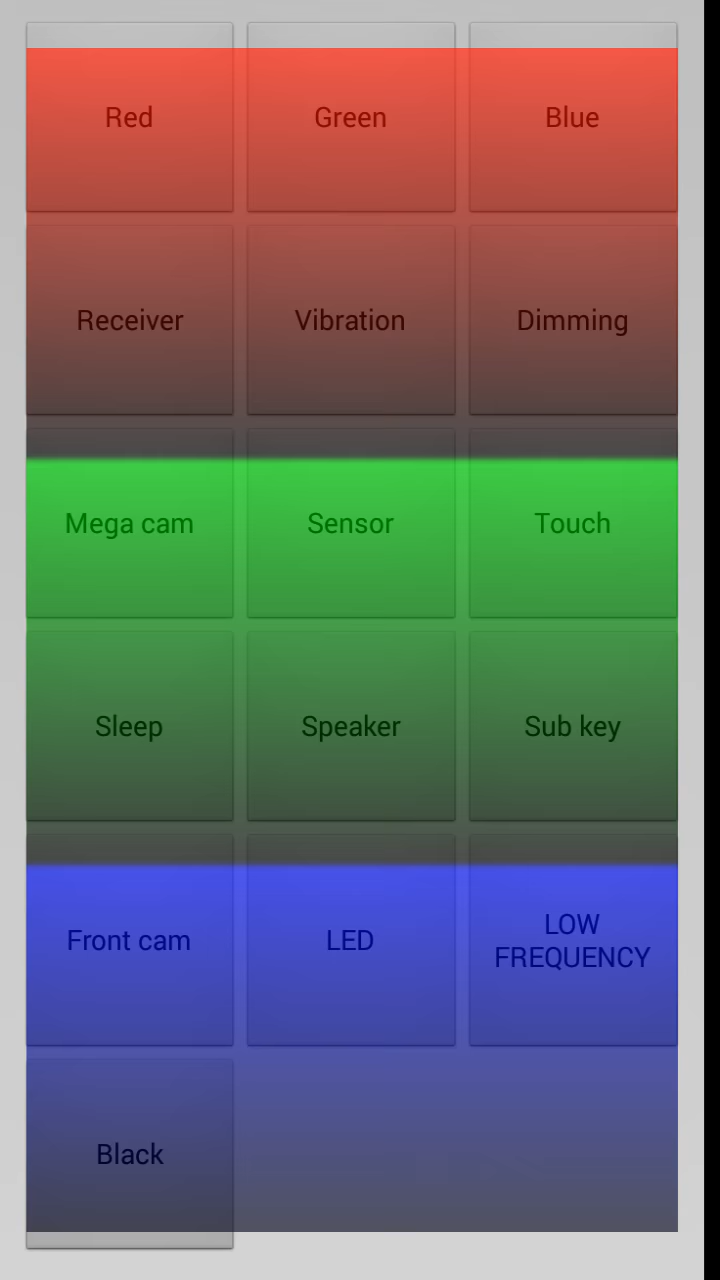 Red
Green
Blue
Receiver
Vibration
Dimming
Mega cam
Sensor
Touch
Sleep
Speaker
Sub key
Front cam
LED
LOW
FREQUENCY
Black